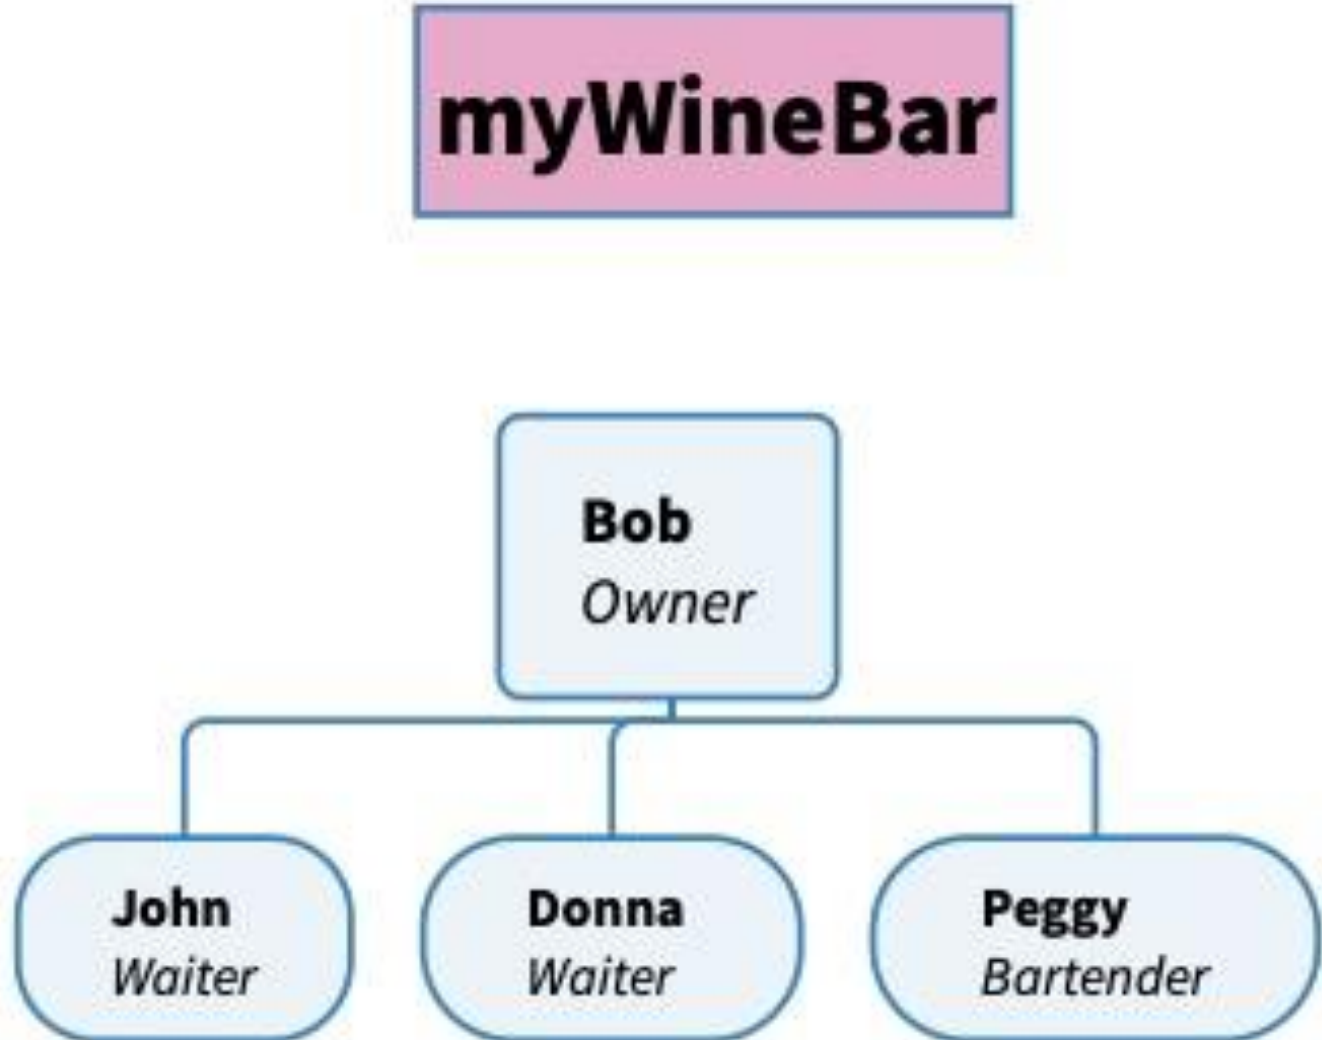 myWineBar
Bob
Owner
John
Waiter
Donna
Waiter
Peggy
Bartender